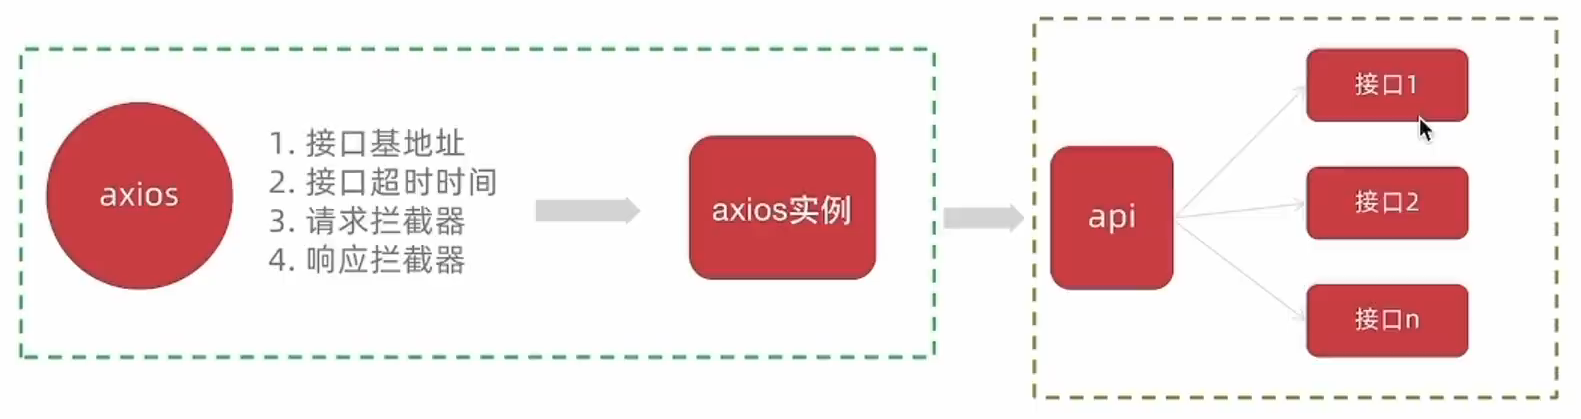 axios
1. 接口基地址
2. 接口超时时间
3. 请求拦截器
4. 响应拦截器
axios实例
api
接口1
接口2
接口n